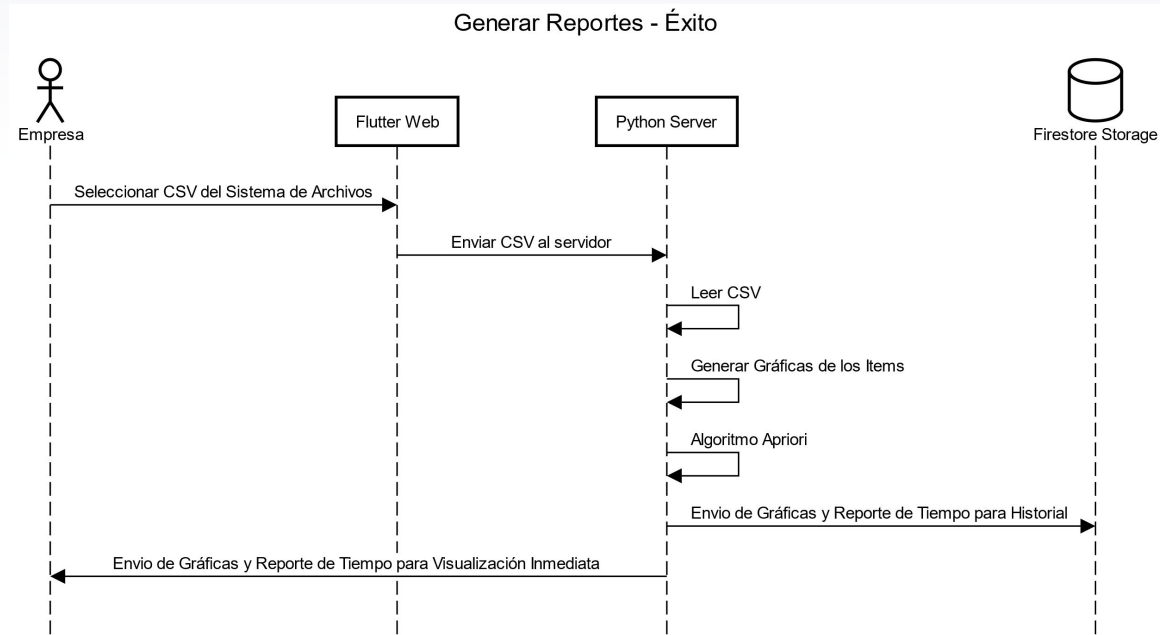 Generar Reportes - Éxito
Empresa
Flutter Web
Python Server
Firestore Storage
Seleccionar CSV del Sistema de Archivos
Enviar CSV al servidor
Leer CSV
Generar Gráficas de los Items
Algoritmo Apriori
Envio de Gráficas y Reporte de Tiempo para Historial
Envio de Gráficas y Reporte de Tiempo para Visualización Inmediata